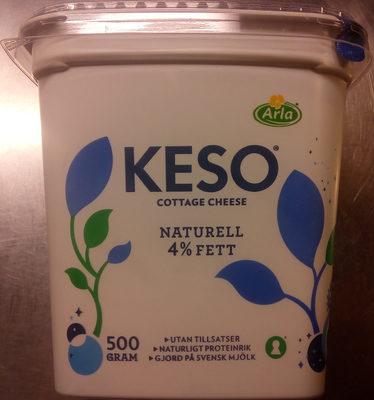 Arla
KESO®
COTTAGE CHEESE
NATURELL
4% FETT
500
GRAM
UTAN TILLSATSER
NATURLIGT PROTEINRIK
GJORD PÅ SVENSK MJÖLK